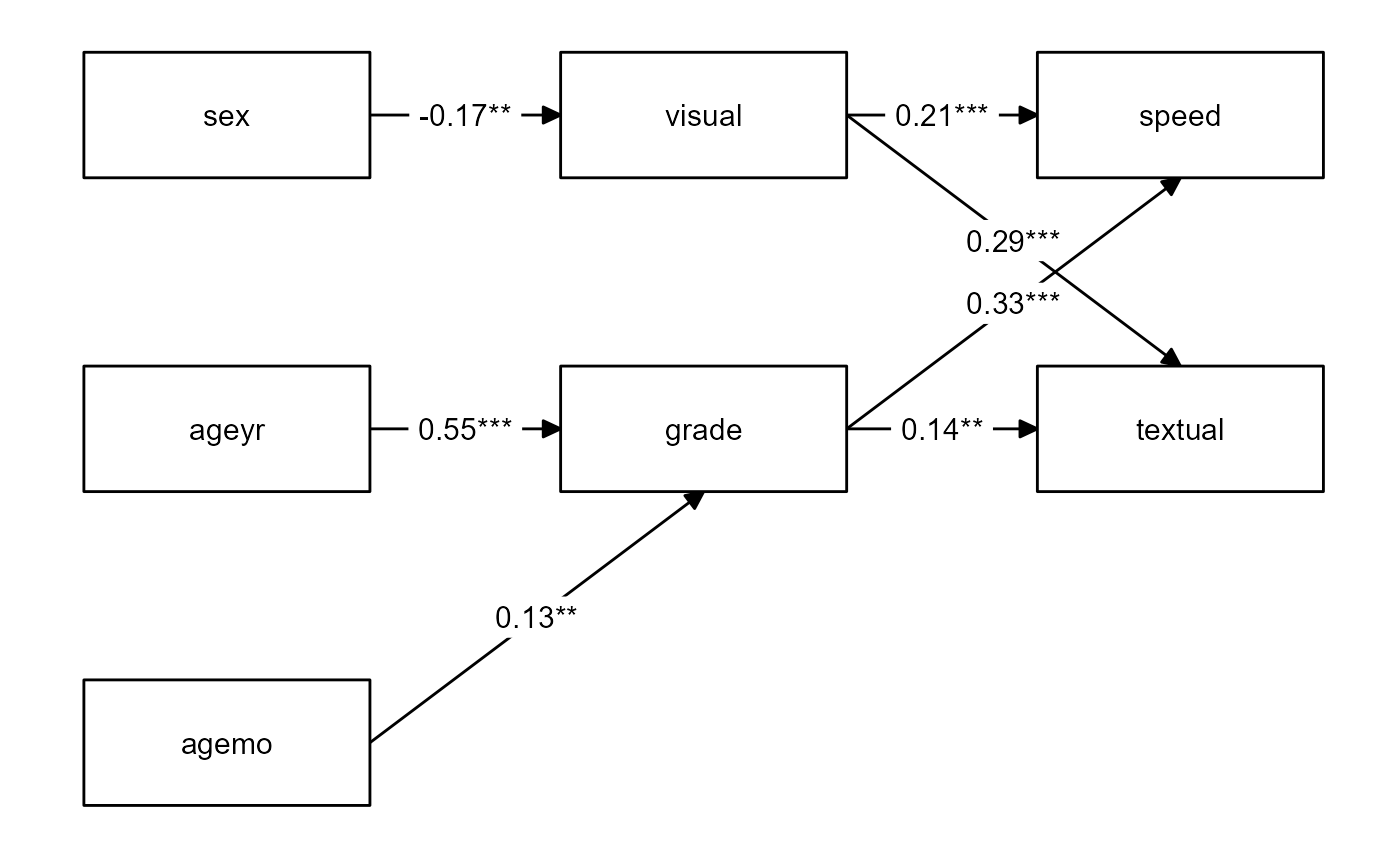 sex
-0.17**
visual
0.21***
speed
0.29***
0.33***
ageyr
0.55***
grade
0.14**
textual
0.13**
agemo